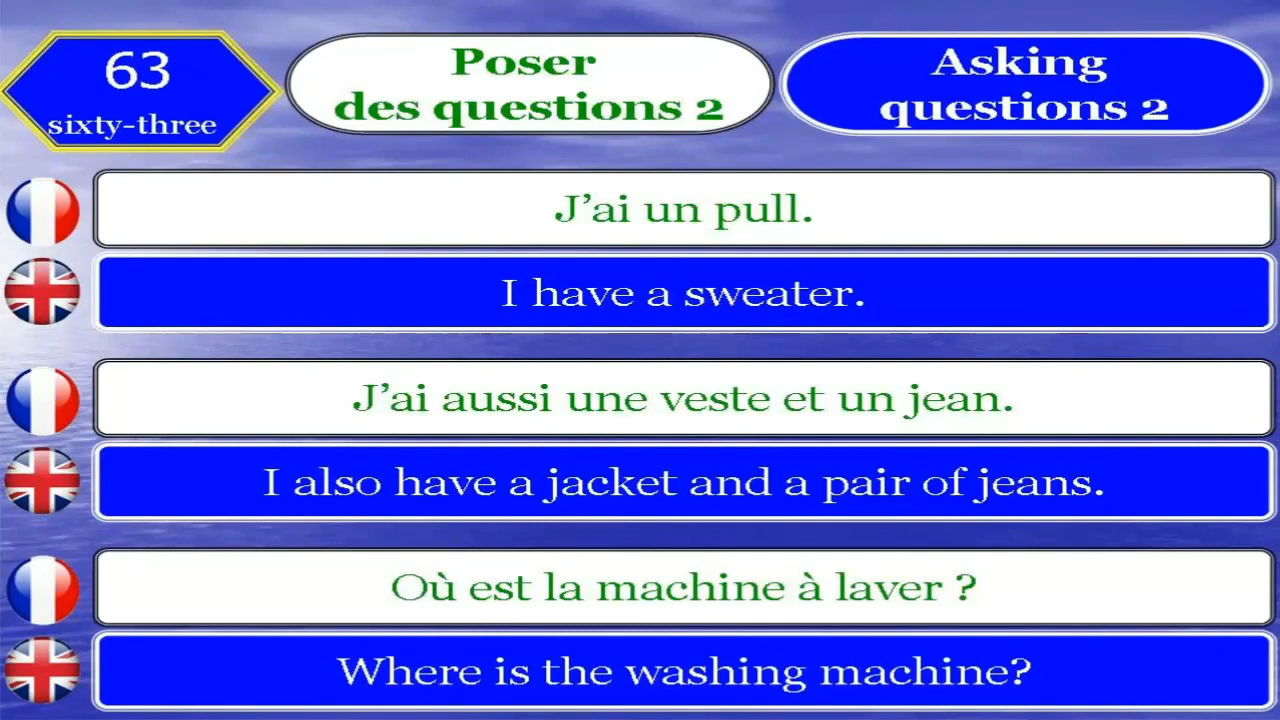 63
sixty-three
Poser
des questions 2
Asking
questions 2
J’ai un pull.
I have a sweater.
J’ai aussi une veste et un jean.
I also have a jacket and a pair of jeans.
Où est la machine à laver ?
Where is the washing machine?